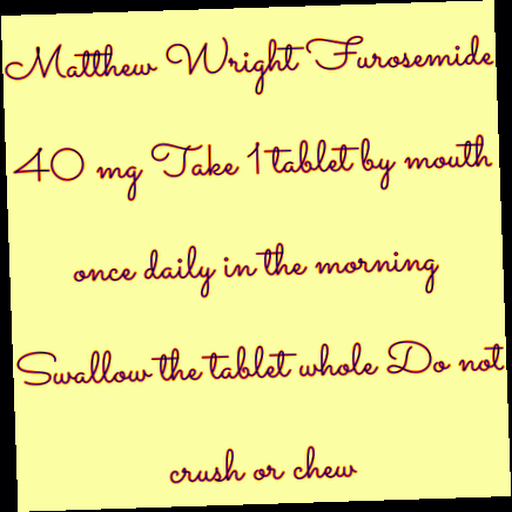 Matthew Wright Furosemide
40 mg Take 1 tablet by mouth
once daily in the morning
Swallow the tablet whole Do not
crush or chew